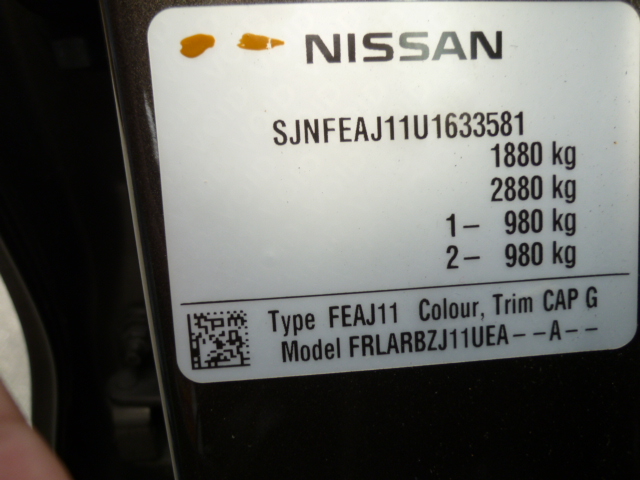 NISSAN
SJNFEAJ11U1633581
1880 kg
2880 kg
1- 980 kg
2- 980 kg
Type FEAJ11 Colour, Trim CAP G
Model FRLARBZJ11UEA--A--